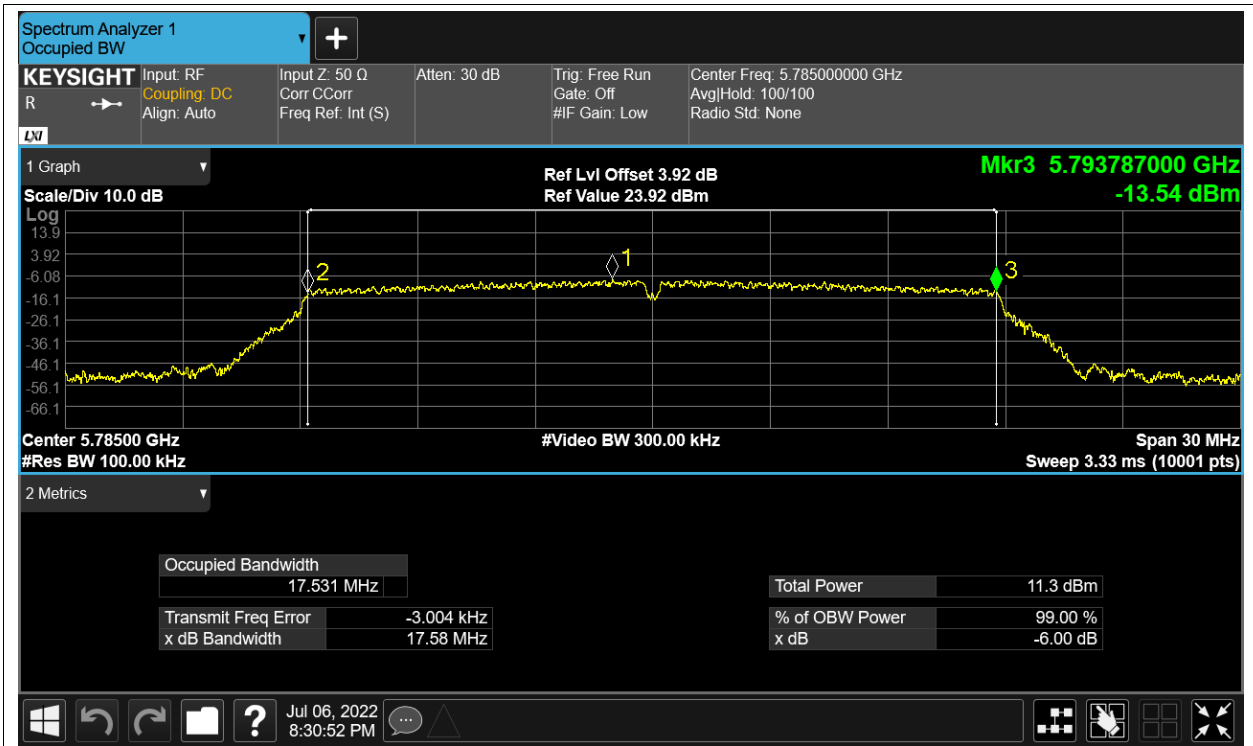 Spectrum Analyzer 1
Occupied BW
KEYSIGHT
R
LXI
Input: RF
Coupling: DC
Align: Auto
Input Z: 50 Ω
Corr CCorr
Freq Ref: Int (S)
Atten: 30 dB
Trig: Free Run
Gate: Off
#IF Gain: Low
Center Freq: 5.785000000 GHz
Avg|Hold: 100/100
Radio Std: None
1 Graph
Scale/Div 10.0 dB
Ref Lvl Offset 3.92 dB
Ref Value 23.92 dBm
Mkr3 5.793787000 GHz
-13.54 dBm
Log
13.9
3.92
-6.08
-16.1
-26.1
-36.1
-46.1
-56.1
-66.1
2
1
3
Center 5.78500 GHz
#Video BW 300.00 kHz
Span 30 MHz
#Res BW 100.00 kHz
Sweep 3.33 ms (10001 pts)
2 Metrics
Occupied Bandwidth
17.531 MHz
Transmit Freq Error -3.004 kHz
x dB Bandwidth 17.58 MHz
Total Power 11.3 dBm
% of OBW Power 99.00 %
x dB -6.00 dB
?
Jul 06, 2022
8:30:52 PM